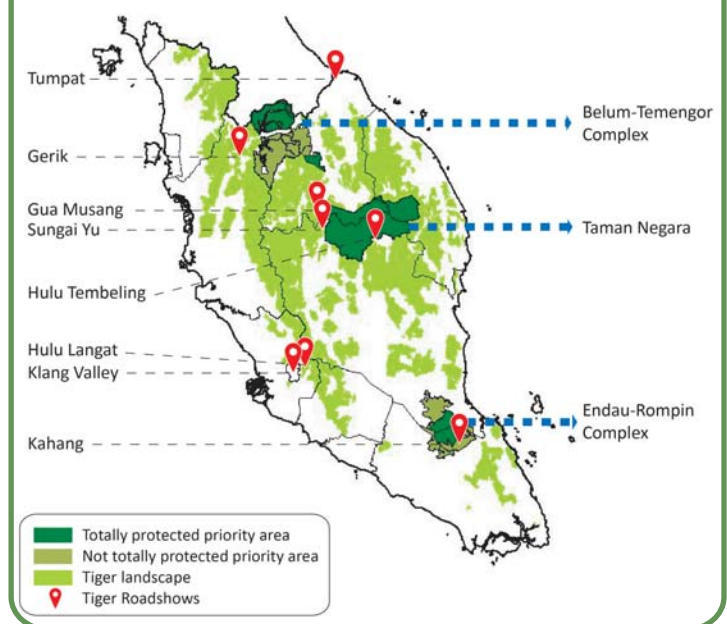 Tumpat
Gerik
Gua Musang
Sungai Yu
Hulu Tembeling
Hulu Langat
Klang Valley
Kahang
Belum-Temengor
Complex
Taman Negara
Endau-Rompin
Complex
Totally protected priority area
Not totally protected priority area
Tiger landscape
Tiger Roadshows